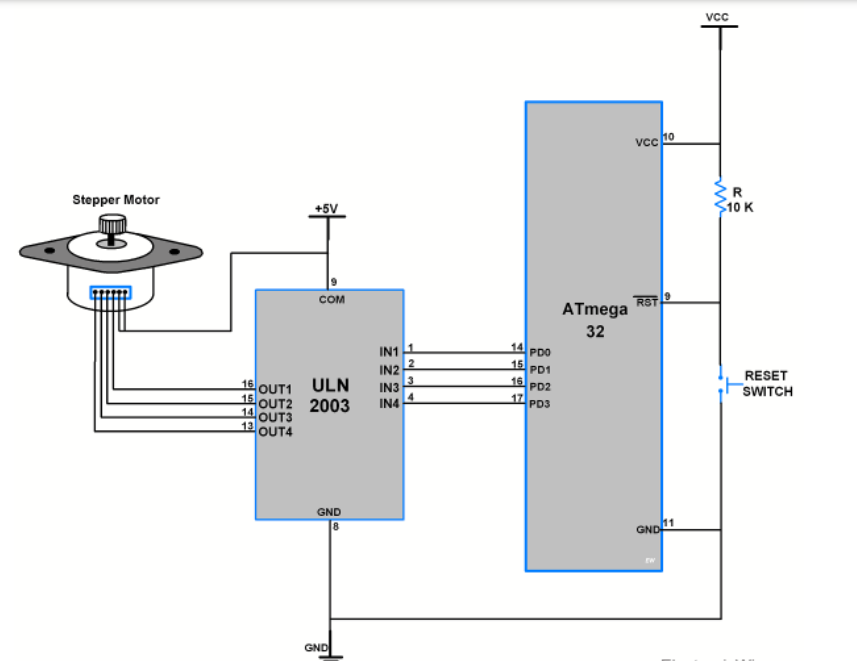 VCC
VCC 10
R
10 K
Stepper Motor
+5V
9
COM
RST 9
ATmega
32
IN1 1
14 PD0
IN2 2
15 PD1
IN3 3
16 PD2
IN4 4
17 PD3
ULN
2003
16 OUT1
15 OUT2
14 OUT3
13 OUT4
RESET
SWITCH
GND
8
GND 11
GND